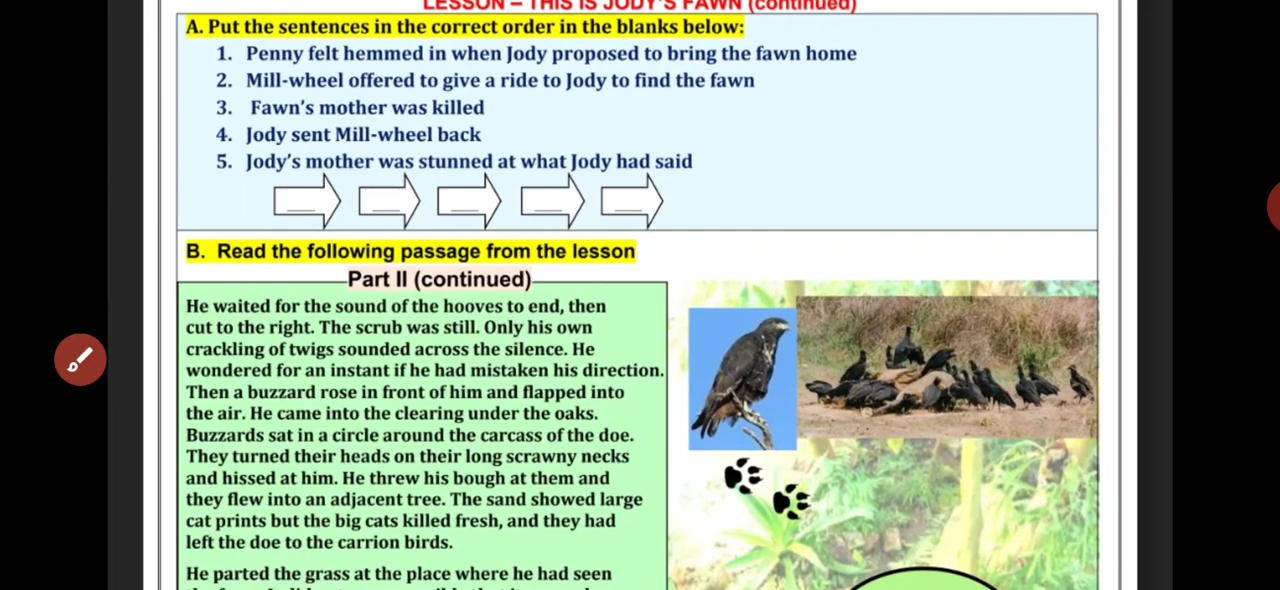 LESSON – THIS IS JODY'S FAWN (continued)
A. Put the sentences in the correct order in the blanks below:
1. Penny felt hemmed in when Jody proposed to bring the fawn home
2. Mill-wheel offered to give a ride to Jody to find the fawn
3. Fawn's mother was killed
4. Jody sent Mill-wheel back
5. Jody's mother was stunned at what Jody had said
B. Read the following passage from the lesson
Part II (continued)
He waited for the sound of the hooves to end, then
cut to the right. The scrub was still. Only his own
crackling of twigs sounded across the silence. He
wondered for an instant if he had mistaken his direction.
Then a buzzard rose in front of him and flapped into
the air. He came into the clearing under the oaks.
Buzzards sat in a circle around the carcass of the doe.
They turned their heads on their long scrawny necks
and hissed at him. He threw his bough at them and
they flew into an adjacent tree. The sand showed large
cat prints but the big cats killed fresh, and they had
left the doe to the carrion birds.
He parted the grass at the place where he had seen